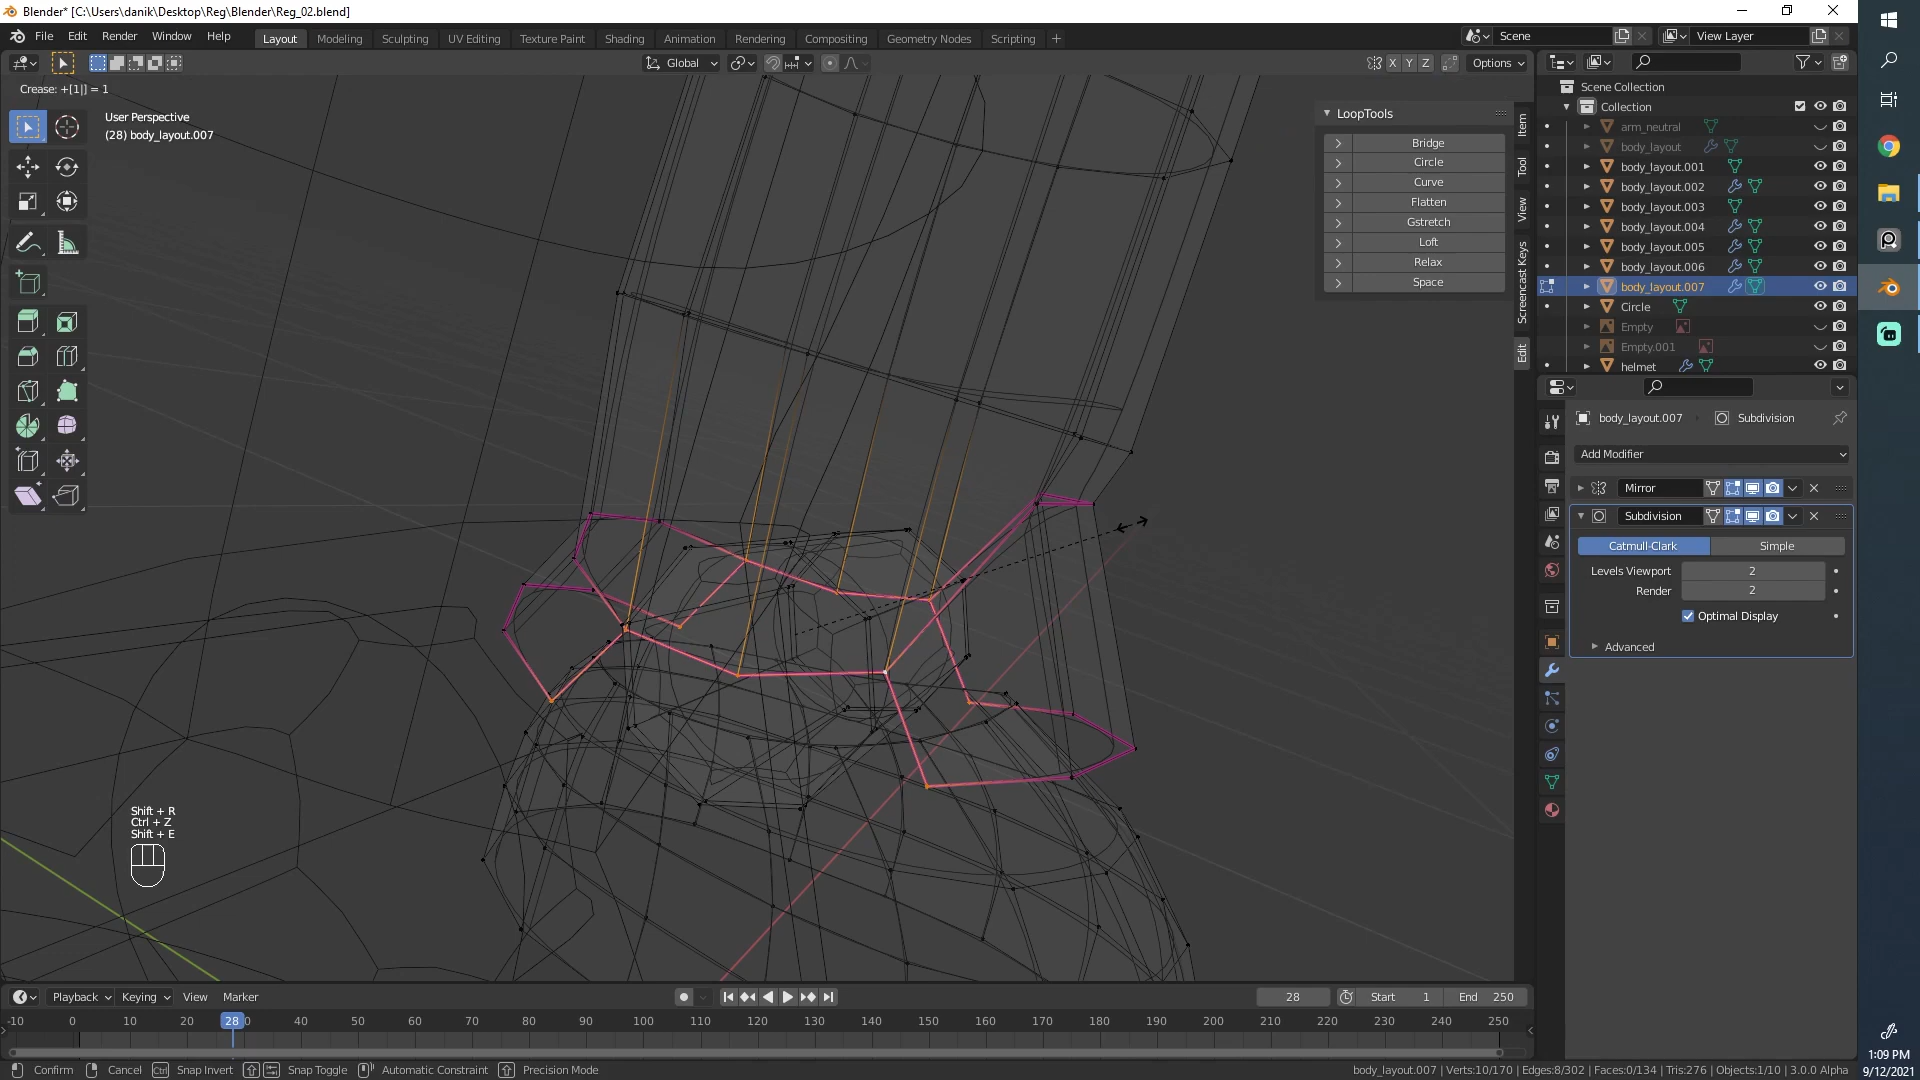 Blender* [C:\Users\danik\Desktop\Reg\Blender\Reg_02.blend]
File Edit Render Window Help
Layout Modeling Sculpting UV Editing Texture Paint Shading Animation Rendering Compositing Geometry Nodes Scripting +
Scene
View Layer
Global
X Y Z
Options
Crease: +[1|] = 1
User Perspective
(28) body_layout.007
LoopTools
Bridge
Circle
Curve
Flatten
Gstretch
Loft
Relax
Space
Item
Tool
View
Screencast Keys
Edit
Scene Collection
Collection
arm_neutral
body_layout
body_layout.001
body_layout.002
body_layout.003
body_layout.004
body_layout.005
body_layout.006
body_layout.007
Circle
Empty
Empty.001
helmet
body_layout.007
Subdivision
Add Modifier
Mirror
Subdivision
Catmull-Clark Simple
Levels Viewport 2
Render 2
Optimal Display
Advanced
Shift + R
Ctrl + Z
Shift + E
Playback Keying View Marker
28
Start 1
End 250
-10 0 10 20 28 0 40 50 60 70 80 90 100 110 120 130 140 150 160 170 180 190 200 210 220 230 240 250
Confirm Cancel Ctrl Snap Invert Snap Toggle Automatic Constraint Precision Mode
body_layout.007 | Verts:10/170 | Edges:8/302 | Faces:0/134 | Tris:276 | Objects:1/10 | 3.0.0 Alpha
1:09 PM
9/12/2021